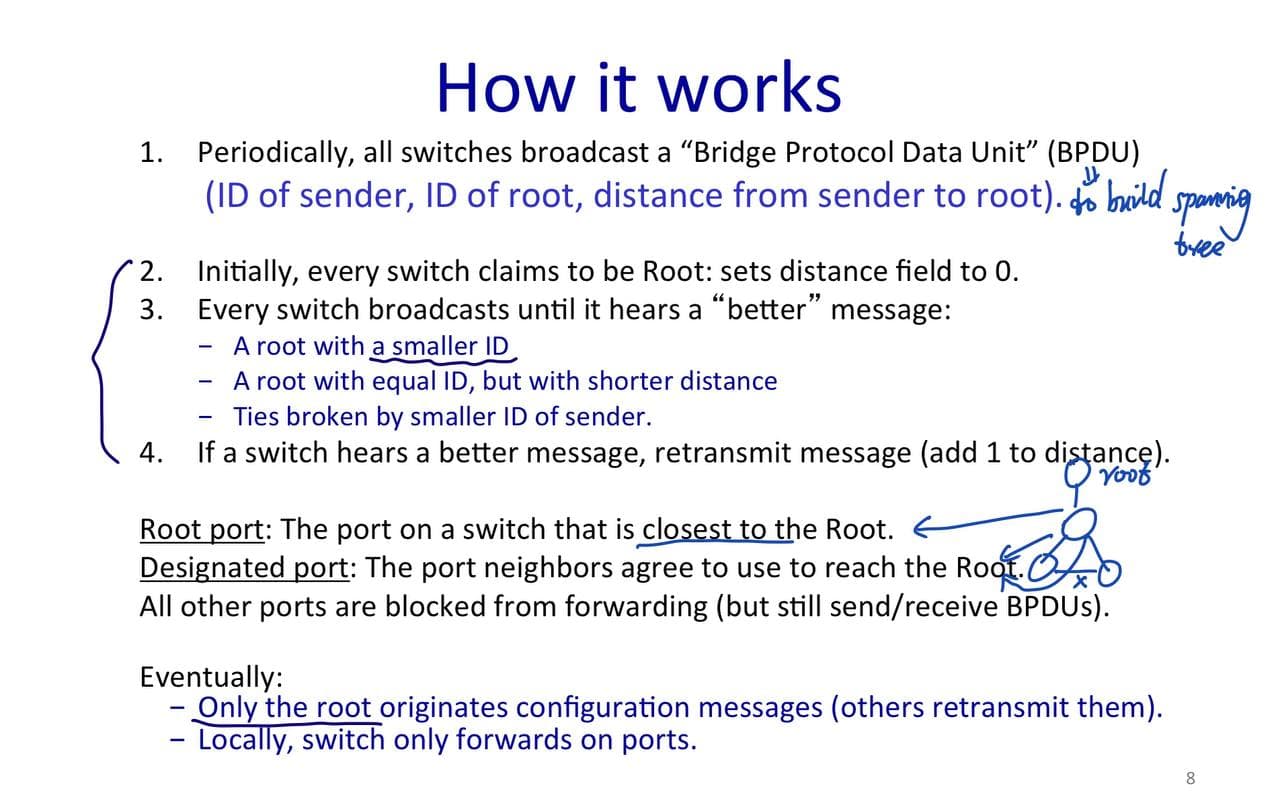 How it works
1. Periodically, all switches broadcast a “Bridge Protocol Data Unit” (BPDU)
(ID of sender, ID of root, distance from sender to root). to build spanning
tree
2. Initially, every switch claims to be Root: sets distance field to 0.
3. Every switch broadcasts until it hears a “better” message:
– A root with a smaller ID
– A root with equal ID, but with shorter distance
– Ties broken by smaller ID of sender.
4. If a switch hears a better message, retransmit message (add 1 to distance).
root
Root port: The port on a switch that is closest to the Root.
Designated port: The port neighbors agree to use to reach the Root.
x
All other ports are blocked from forwarding (but still send/receive BPDUs).
Eventually:
– Only the root originates configuration messages (others retransmit them).
– Locally, switch only forwards on ports.
8